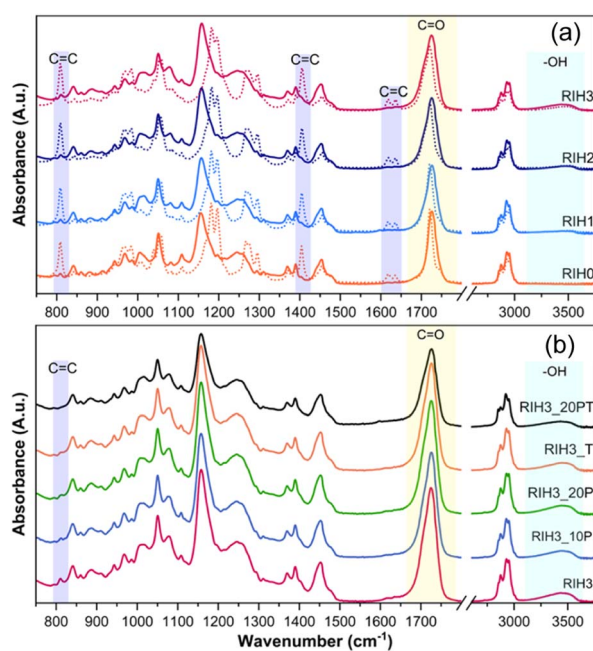 (a)
C=C
C=C
C=C
C=O
-OH
RIH3
RIH2
RIH1
RIH0
Absorbance (A.u.)
800 900 1000 1100 1200 1300 1400 1500 1600 1700 3000 3500
(b)
C=C
C=O
-OH
RIH3_20PT
RIH3_T
RIH3_20P
RIH3_10P
RIH3
Absorbance (A.u.)
800 900 1000 1100 1200 1300 1400 1500 1600 1700 3000 3500
Wavenumber (cm⁻¹)